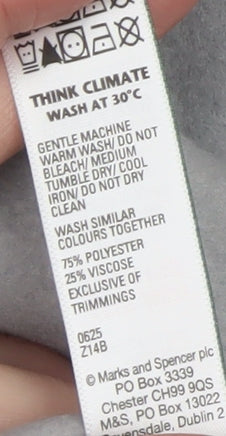 THINK CLIMATE
WASH AT 30°C
GENTLE MACHINE
WARM WASH/ DO NOT
BLEACH/ MEDIUM
TUMBLE DRY/ COOL
IRON/ DO NOT DRY
CLEAN
WASH SIMILAR
COLOURS TOGETHER
75% POLYESTER
25% VISCOSE
EXCLUSIVE OF
TRIMMINGS
0625
Z14B
© Marks and Spencer plc
PO Box 3339
Chester CH99 9QS
M&S, PO Box 13022
Dublin 2